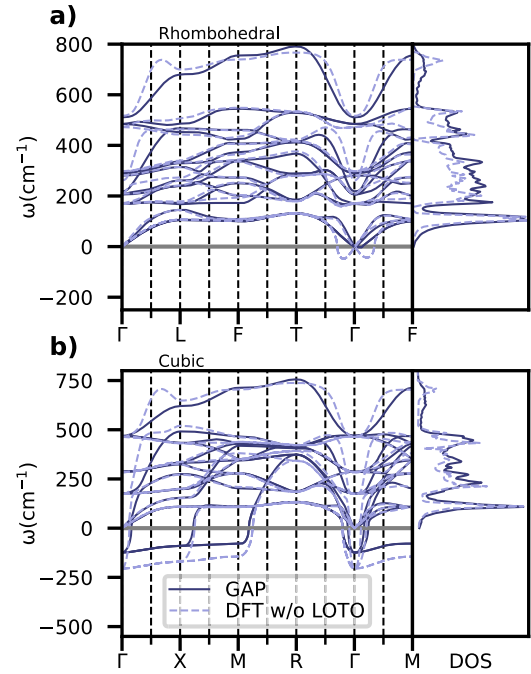 a)
Rhombohedral
800
600
400
200
0
−200
ω(cm⁻¹)
Γ L F T Γ F
b)
Cubic
750
500
250
0
−250
−500
ω(cm⁻¹)
GAP
DFT w/o LOTO
Γ X M R Γ M DOS